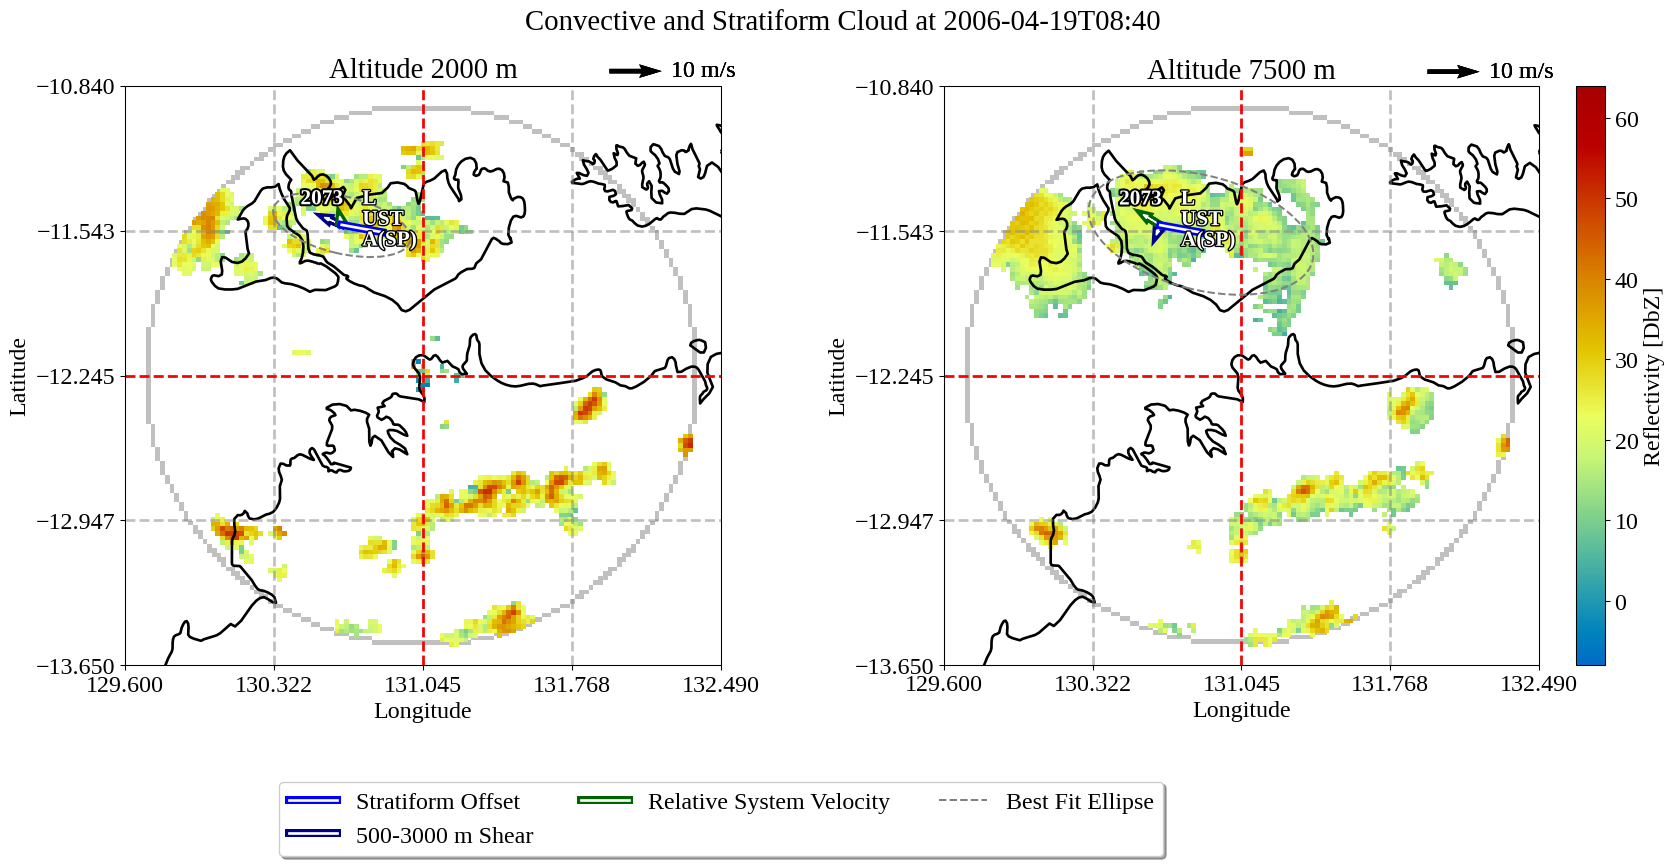 Convective and Stratiform Cloud at 2006-04-19T08:40
Altitude 2000 m
10 m/s
−10.840
−11.543
−12.245
−12.947
−13.650
129.600
130.322
131.045
131.768
132.490
Latitude
Longitude
2073
L
UST
A(SP)
Altitude 7500 m
10 m/s
−10.840
−11.543
−12.245
−12.947
−13.650
129.600
130.322
131.045
131.768
132.490
Latitude
Longitude
2073
L
UST
A(SP)
60
50
40
30
20
10
0
Reflectivity [DbZ]
Stratiform Offset
500-3000 m Shear
Relative System Velocity
Best Fit Ellipse